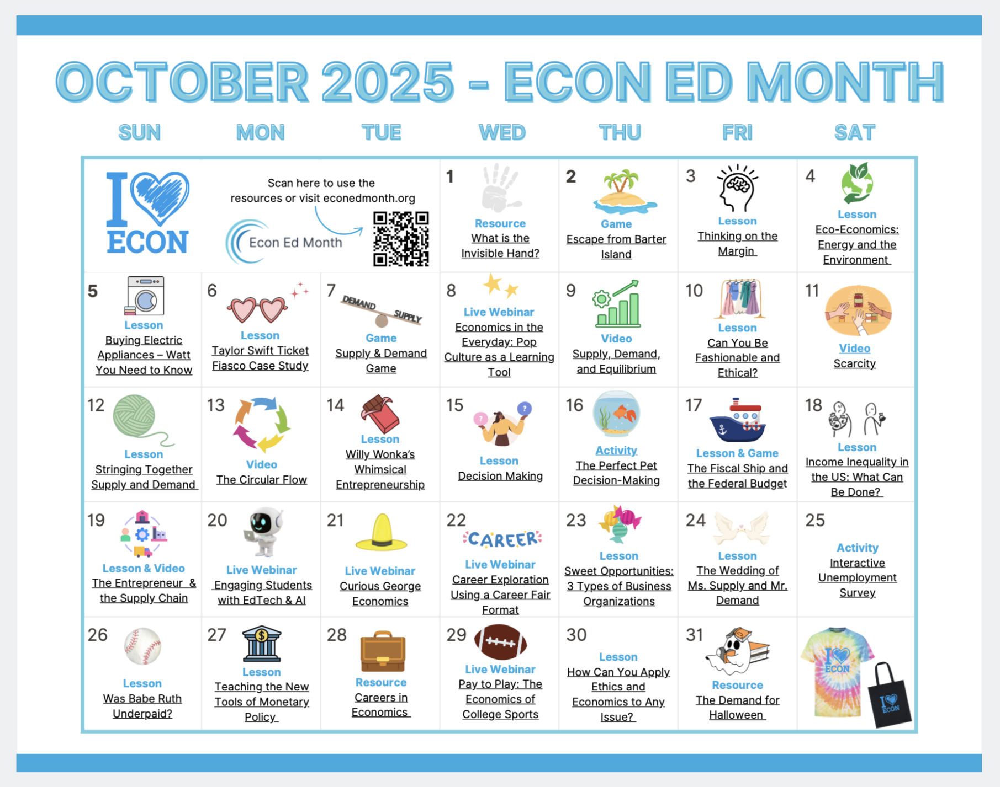 OCTOBER 2025 - ECON ED MONTH
SUN MON TUE WED THU FRI SAT
I
ECON
Scan here to use the
resources or visit econedmonth.org
Econ Ed Month
1
Resource
What is the
Invisible Hand?
2
Game
Escape from Barter
Island
3
Lesson
Thinking on the
Margin
4
Lesson
Eco-Economics:
Energy and the
Environment
5
Lesson
Buying Electric
Appliances – Watt
You Need to Know
6
Lesson
Taylor Swift Ticket
Fiasco Case Study
7
DEMAND
SUPPLY
Game
Supply & Demand
Game
8
Live Webinar
Economics in the
Everyday: Pop
Culture as a Learning
Tool
9
Video
Supply, Demand,
and Equilibrium
10
Lesson
Can You Be
Fashionable and
Ethical?
11
Video
Scarcity
12
Lesson
Stringing Together
Supply and Demand
13
Video
The Circular Flow
14
Lesson
Willy Wonka's
Whimsical
Entrepreneurship
15
? ?
Lesson
Decision Making
16
Activity
The Perfect Pet
Decision-Making
17
Lesson & Game
The Fiscal Ship and
the Federal Budget
18
Lesson
Income Inequality in
the US: What Can
Be Done?
19
Lesson & Video
The Entrepreneur &
the Supply Chain
20
Live Webinar
Engaging Students
with EdTech & AI
21
Live Webinar
Curious George
Economics
22
CAREER
Live Webinar
Career Exploration
Using a Career Fair
Format
23
Lesson
Sweet Opportunities:
3 Types of Business
Organizations
24
Lesson
The Wedding of
Ms. Supply and Mr.
Demand
25
Activity
Interactive
Unemployment
Survey
26
Lesson
Was Babe Ruth
Underpaid?
27
$
Lesson
Teaching the New
Tools of Monetary
Policy
28
Resource
Careers in
Economics
29
Live Webinar
Pay to Play: The
Economics of
College Sports
30
Lesson
How Can You Apply
Ethics and
Economics to Any
Issue?
31
Resource
The Demand for
Halloween
I
ECON
I
ECON